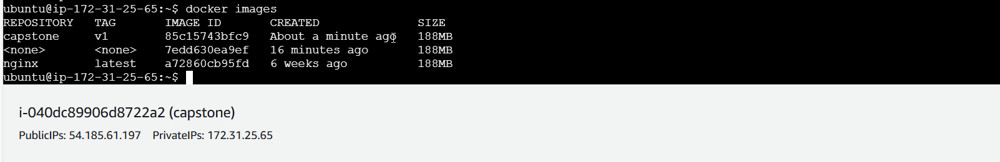 ubuntu@ip-172-31-25-65:~$ docker images
REPOSITORY TAG IMAGE ID CREATED SIZE
capstone v1 85c15743bfc9 About a minute ago 188MB
<none> <none> 7edd630ea9ef 16 minutes ago 188MB
nginx latest a72860cb95fd 6 weeks ago 188MB
ubuntu@ip-172-31-25-65:~$
i-040dc89906d8722a2 (capstone)
PublicIPs: 54.185.61.197 PrivateIPs: 172.31.25.65